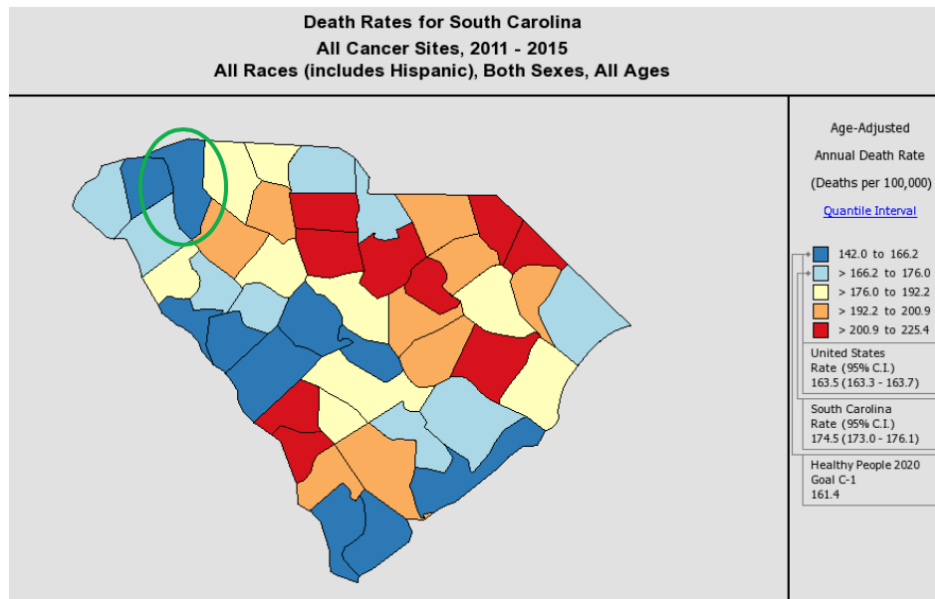 Death Rates for South Carolina
All Cancer Sites, 2011 - 2015
All Races (includes Hispanic), Both Sexes, All Ages
Age-Adjusted
Annual Death Rate
(Deaths per 100,000)
Quantile Interval
142.0 to 166.2
> 166.2 to 176.0
> 176.0 to 192.2
> 192.2 to 200.9
> 200.9 to 225.4
United States
Rate (95% C.I.)
163.5 (163.3 - 163.7)
South Carolina
Rate (95% C.I.)
174.5 (173.0 - 176.1)
Healthy People 2020
Goal C-1
161.4